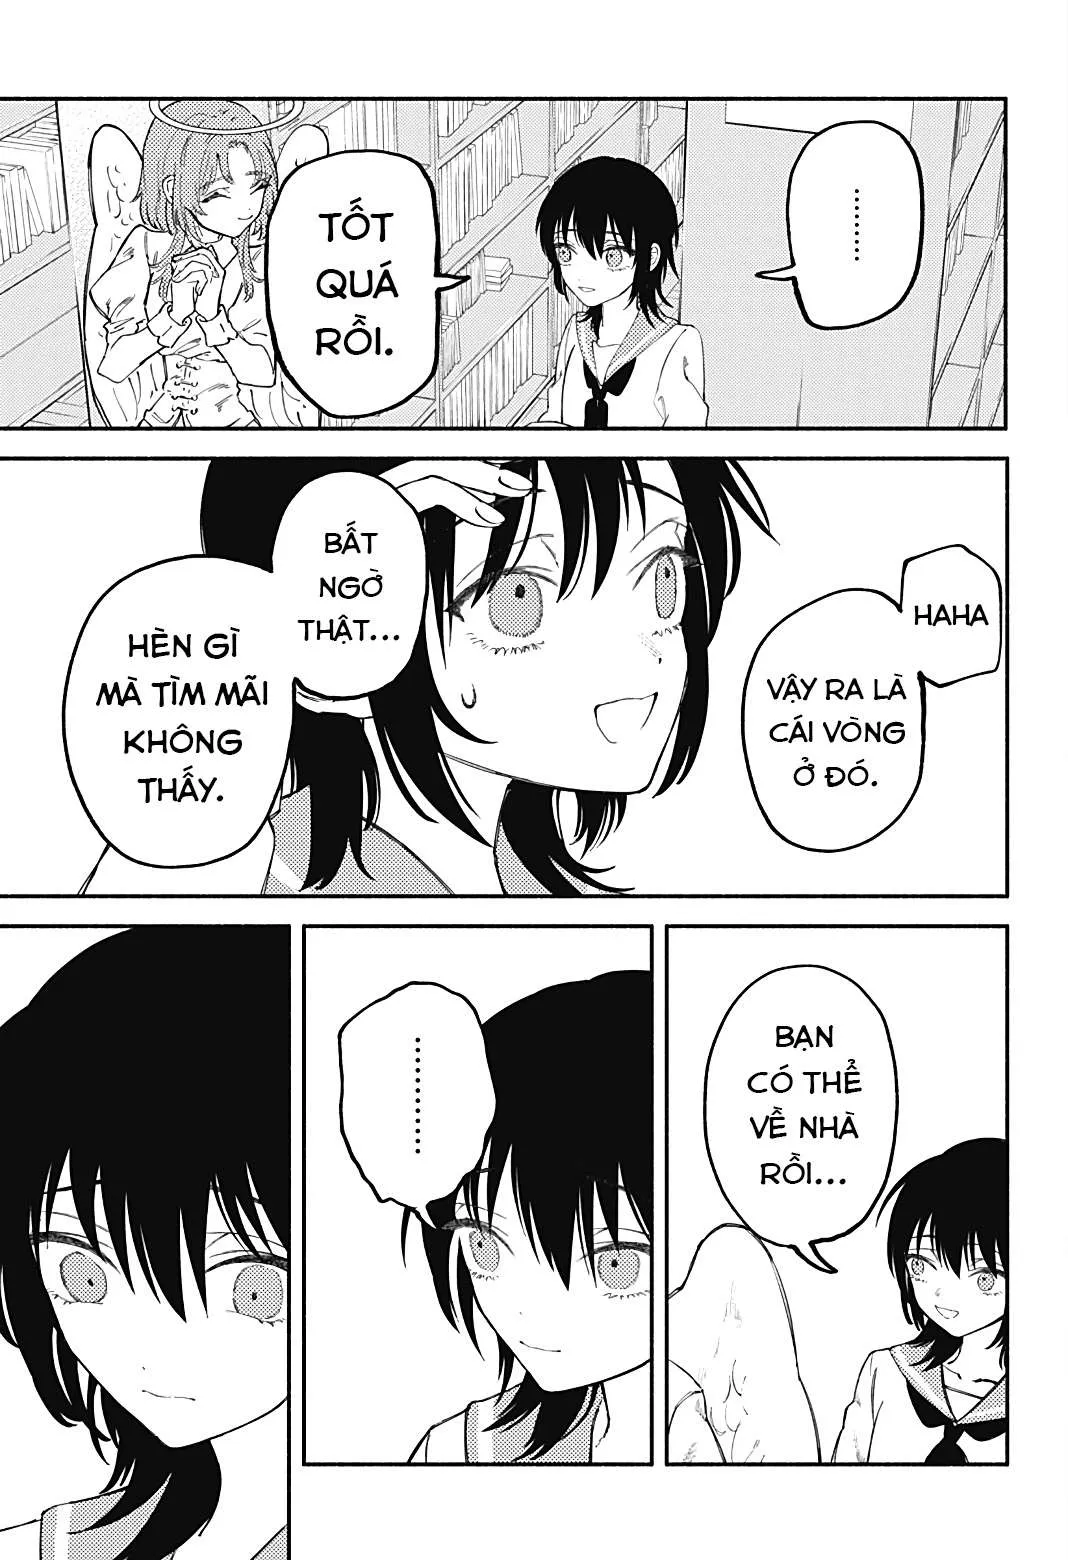 .........
TỐT
QUÁ
RỒI.
HAHA
VẬY RA LÀ
CÁI VÒNG
Ở ĐÓ.
BẤT
NGỜ
THẬT...
HÈN GÌ
MÀ TÌM MÃI
KHÔNG
THẤY.
BẠN
CÓ THỂ
VỀ NHÀ
RỒI...
.........